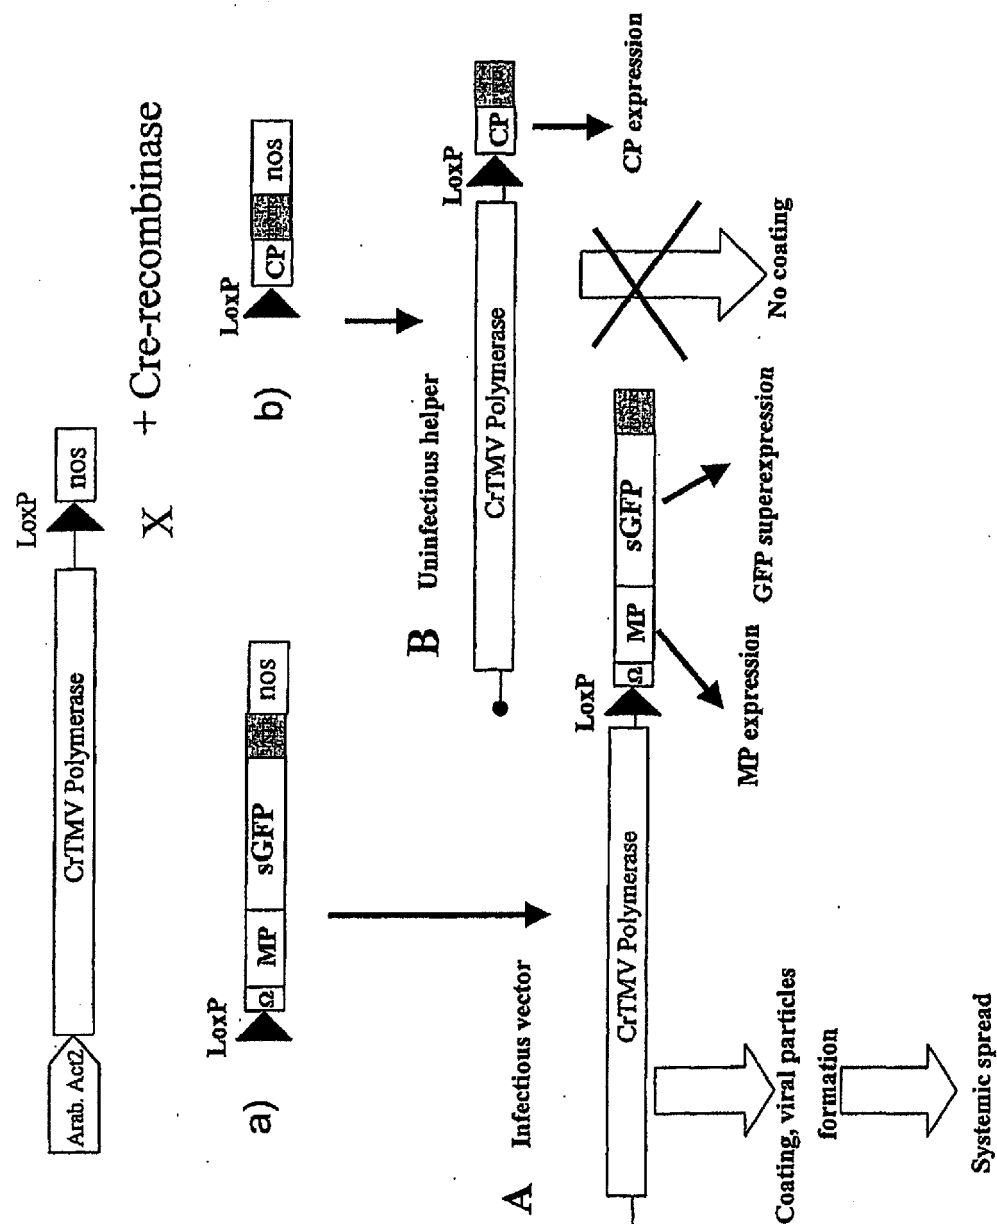 Arab. Act2
CrTMV Polymerase
LoxP
nos
X
+ Cre-recombinase
a)
LoxP
Ω
MP
sGFP
nos
b)
LoxP
CP
nos
A
Infectious vector
CrTMV Polymerase
LoxP
Ω
MP
sGFP
MP expression
GFP superexpression
Coating, viral particles
formation
Systemic spread
B
Uninfectious helper
CrTMV Polymerase
LoxP
CP
CP expression
No coating